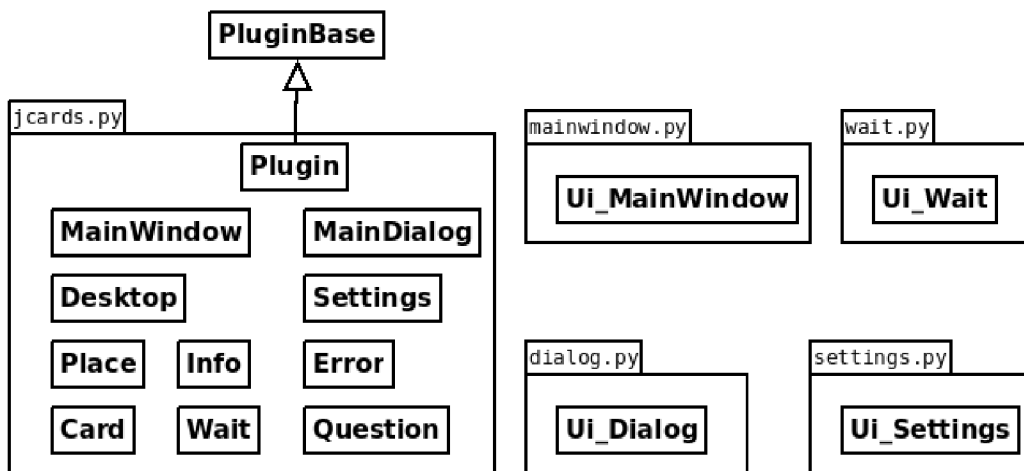 PluginBase
jcards.py
Plugin
MainWindow
MainDialog
Desktop
Settings
Place
Info
Error
Card
Wait
Question
mainwindow.py
Ui_MainWindow
wait.py
Ui_Wait
dialog.py
Ui_Dialog
settings.py
Ui_Settings